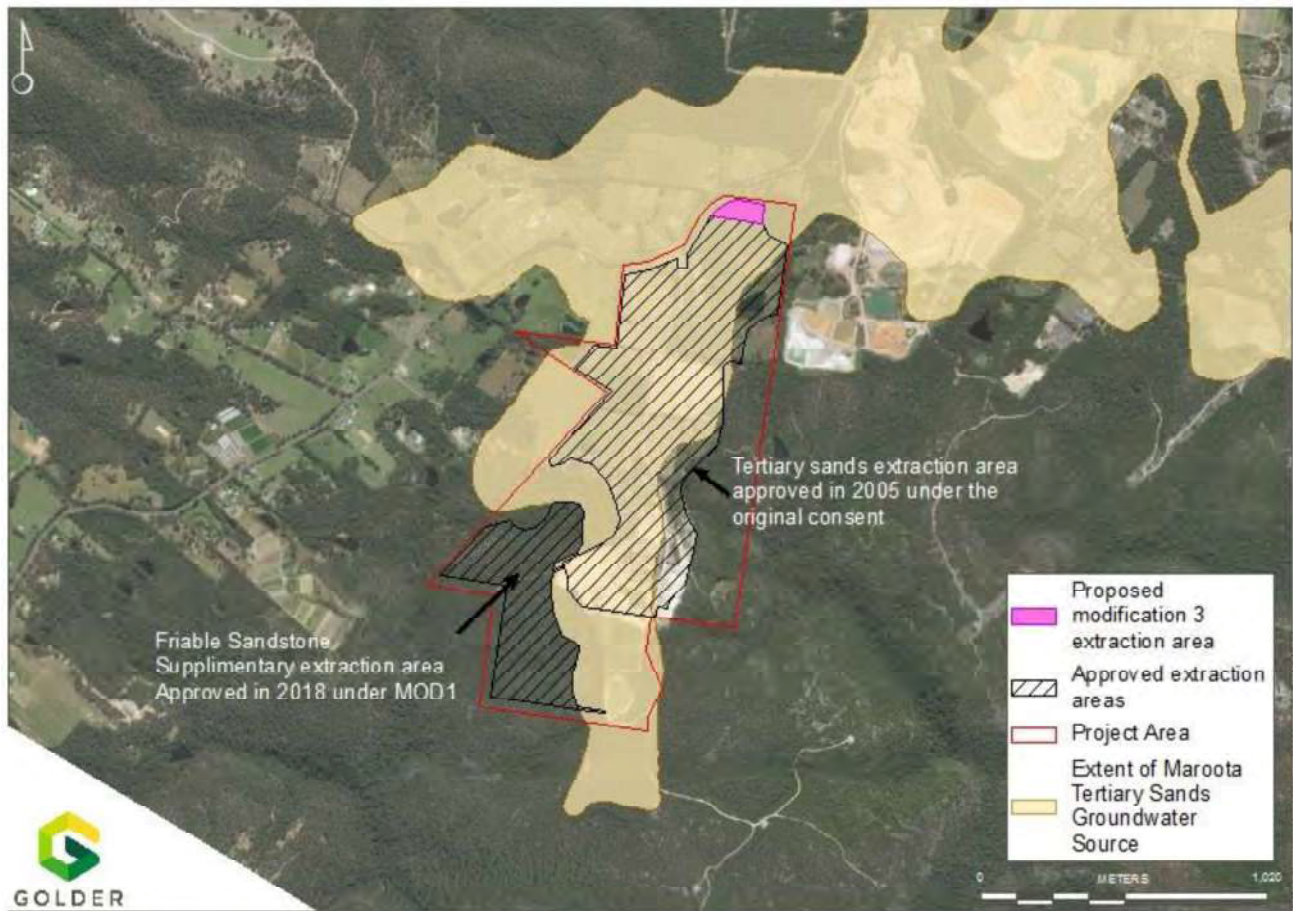 Tertiary sands extraction area
approved in 2005 under the
original consent
Friable Sandstone
Supplimentary extraction area
Approved in 2018 under MOD1
Proposed
modification 3
extraction area
Approved extraction
areas
Project Area
Extent of Maroota
Tertiary Sands
Groundwater
Source
0 METERS 1,020
GOLDER